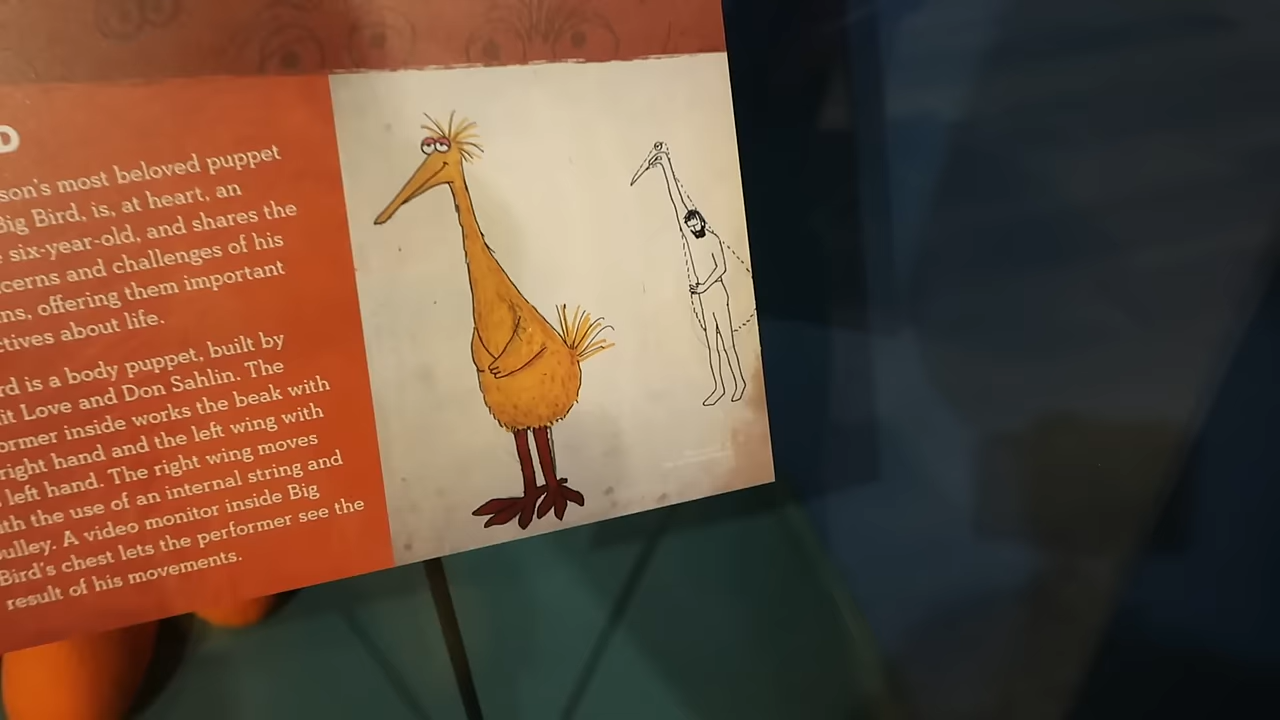 D
son's most beloved puppet
Big Bird, is, at heart, an
six-year-old, and shares the
cerns and challenges of his
ns, offering them important
ctives about life.
rd is a body puppet, built by
it Love and Don Sahlin. The
ormer inside works the beak with
right hand and the left wing with
left hand. The right wing moves
th the use of an internal string and
ulley. A video monitor inside Big
Bird's chest lets the performer see the
result of his movements.